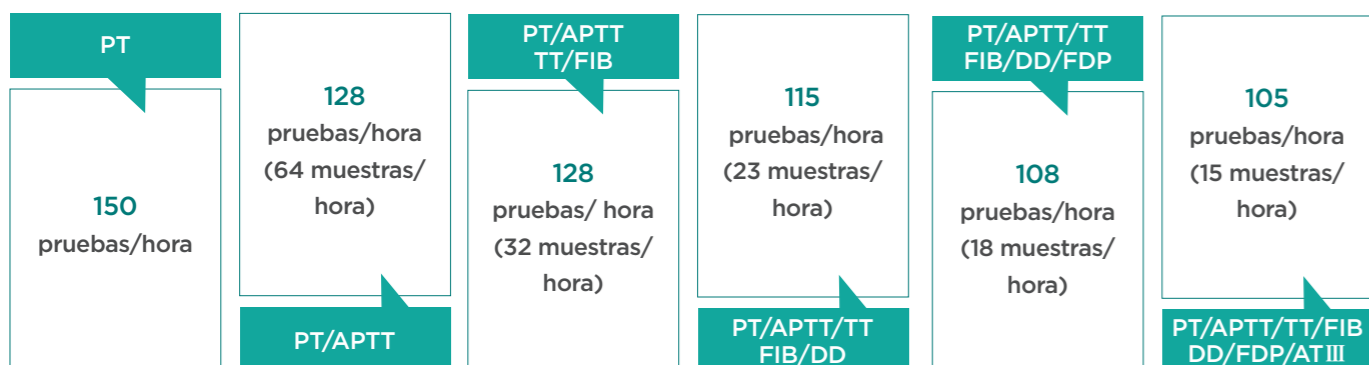 PT
150
pruebas/hora
128
pruebas/hora
(64 muestras/
hora)
PT/APTT
PT/APTT
TT/FIB
128
pruebas/ hora
(32 muestras/
hora)
115
pruebas/hora
(23 muestras/
hora)
PT/APTT/TT
FIB/DD
PT/APTT/TT
FIB/DD/FDP
108
pruebas/hora
(18 muestras/
hora)
105
pruebas/hora
(15 muestras/
hora)
PT/APTT/TT/FIB
DD/FDP/ATIII